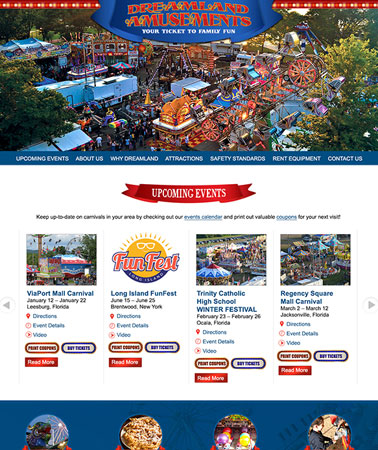 DREAMLAND
AMUSEMENTS
YOUR TICKET TO FAMILY FUN
UPCOMING EVENTS ABOUT US WHY DREAMLAND ATTRACTIONS SAFETY STANDARDS RENT EQUIPMENT CONTACT US
UPCOMING EVENTS
Keep up-to-date on carnivals in your area by checking out our events calendar and print out valuable coupons for your next visit!
ViaPort Mall Carnival
January 12 – January 22
Leesburg, Florida
Directions
Event Details
Video
PRINT COUPONS BUY TICKETS
Read More
FunFest
LONG ISLAND
Long Island FunFest
June 15 – June 25
Brentwood, New York
Directions
Event Details
Video
PRINT COUPONS BUY TICKETS
Read More
Trinity Catholic
High School
WINTER FESTIVAL
February 23 – February 26
Ocala, Florida
Directions
Event Details
Video
PRINT COUPONS BUY TICKETS
Read More
Regency Square
Mall Carnival
March 2 – March 12
Jacksonville, Florida
Directions
Event Details
Video
PRINT COUPONS BUY TICKETS
Read More